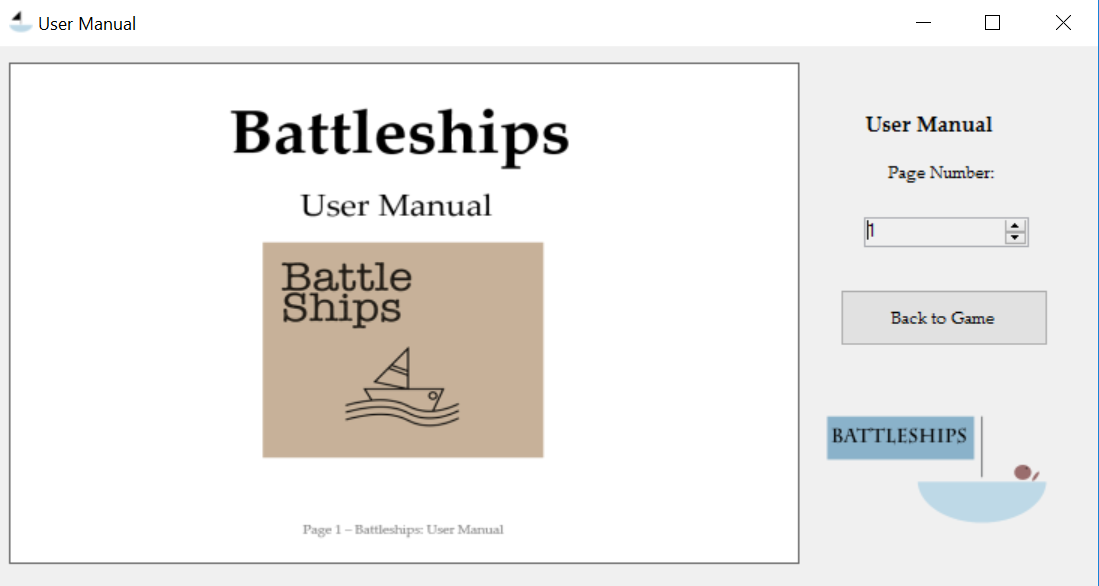 User Manual
Battleships
User Manual
Battle
Ships
Page 1 – Battleships: User Manual
User Manual
Page Number:
1
Back to Game
BATTLESHIPS